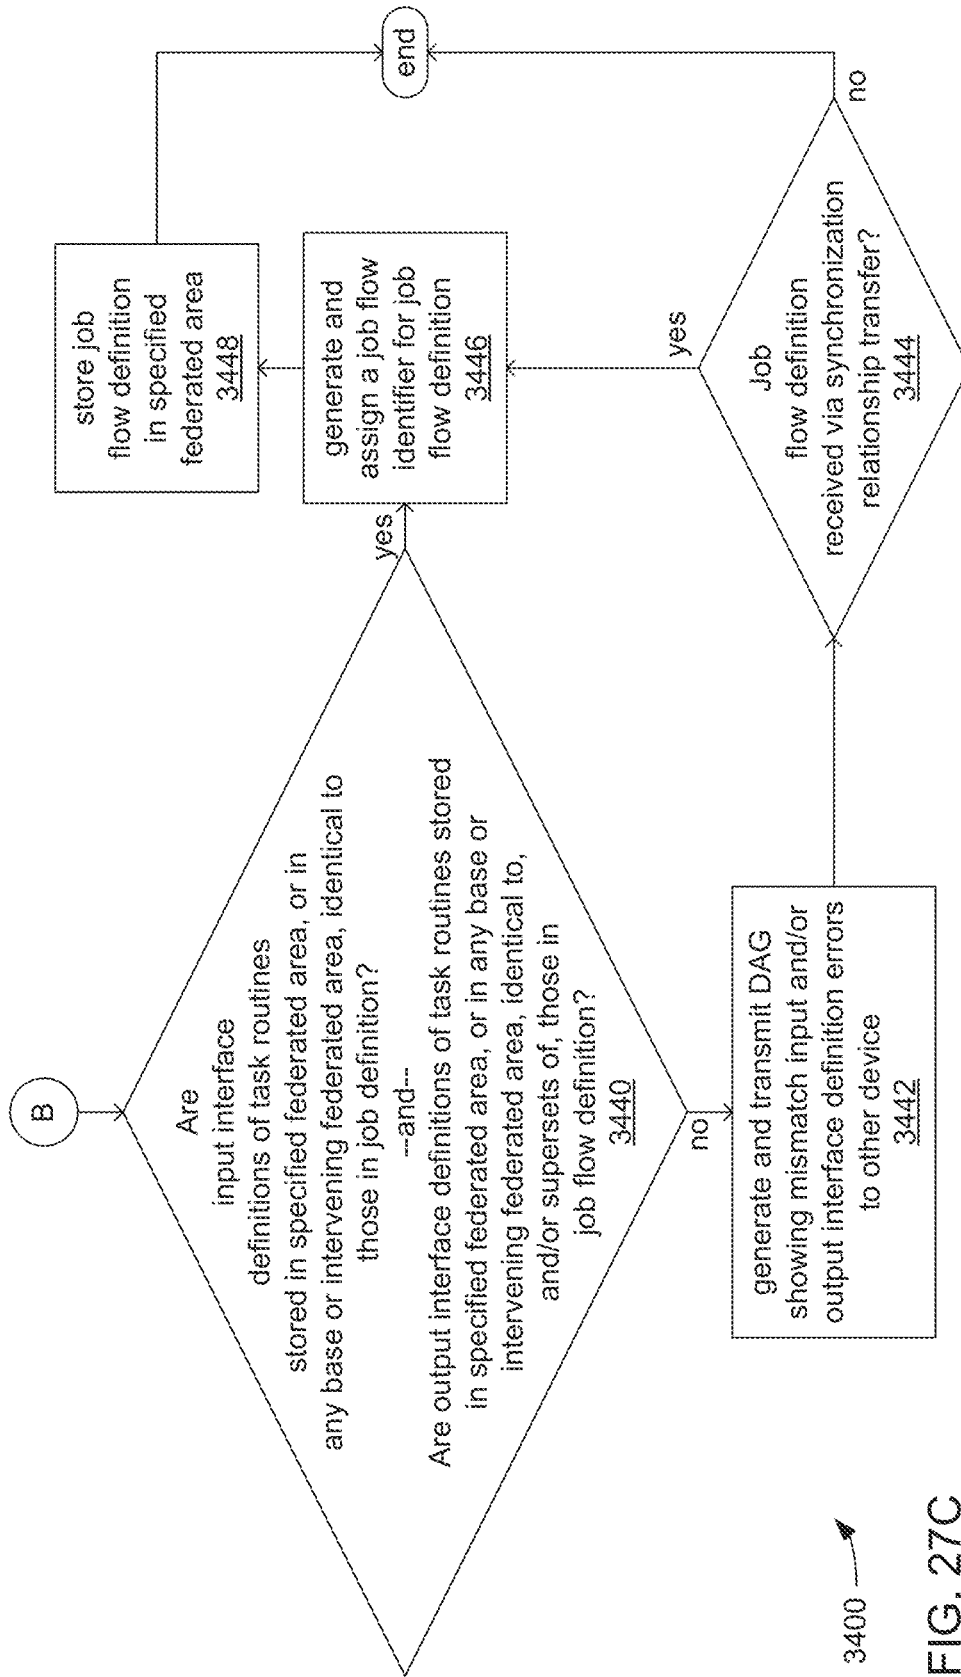 B
Are
input interface
definitions of task routines
stored in specified federated area, or in
any base or intervening federated area, identical to
those in job definition?
--and--
Are output interface definitions of task routines stored
in specified federated area, or in any base or
intervening federated area, identical to,
and/or supersets of, those in
job flow definition?
3440
no
yes
generate and transmit DAG
showing mismatch input and/or
output interface definition errors
to other device
3442
Job
flow definition
received via synchronization
relationship transfer?
3444
yes
no
generate and
assign a job flow
identifier for job
flow definition
3446
store job
flow definition
in specified
federated area
3448
end
3400
FIG. 27C